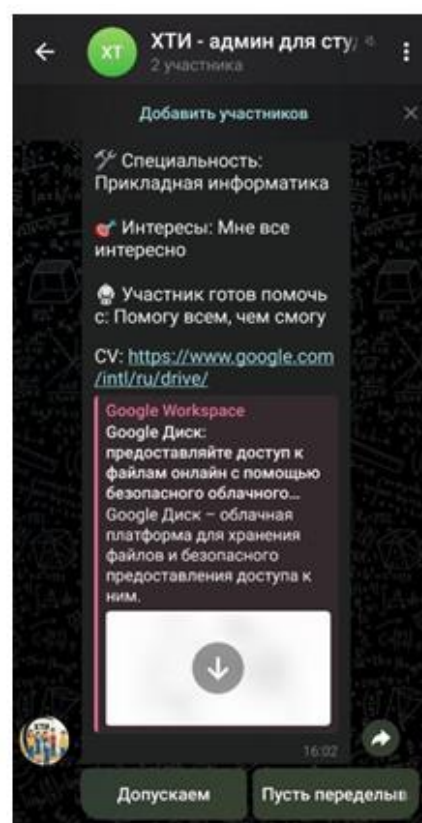 ХТ
ХТИ - админ для сту
2 участника
Добавить участников
Специальность:
Прикладная информатика
Интересы: Мне все
интересно
Участник готов помочь
с: Помогу всем, чем смогу
CV: https://www.google.com
/intl/ru/drive/
Google Workspace
Google Диск:
предоставляйте доступ к
файлам онлайн с помощью
безопасного облачного...
Google Диск – облачная
платформа для хранения
файлов и безопасного
предоставления доступа к
ним.
16:02
Допускаем
Пусть переделыв